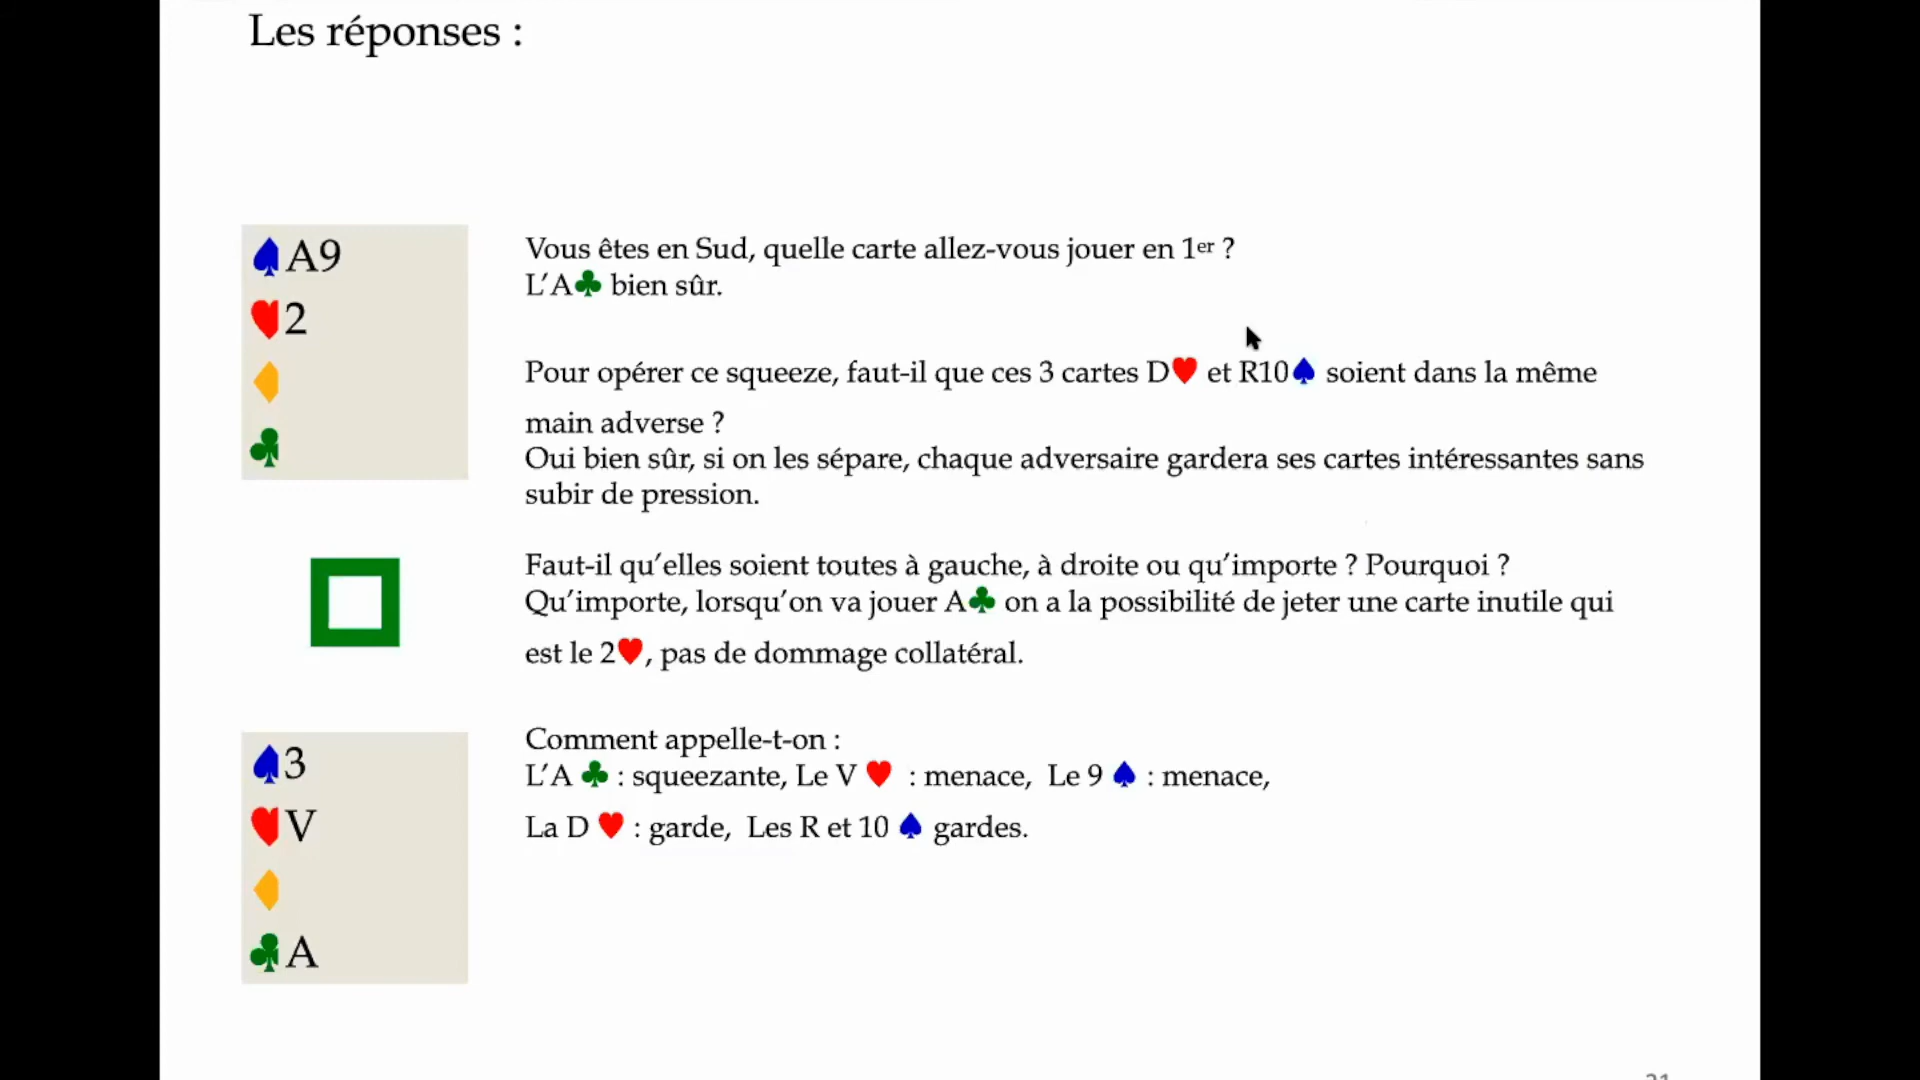 Les réponses :
♠A9
♥2
♦
♣
Vous êtes en Sud, quelle carte allez-vous jouer en 1er ?
L'A♣ bien sûr.
Pour opérer ce squeeze, faut-il que ces 3 cartes D♥ et R10♠ soient dans la même
main adverse ?
Oui bien sûr, si on les sépare, chaque adversaire gardera ses cartes intéressantes sans
subir de pression.
Faut-il qu'elles soient toutes à gauche, à droite ou qu'importe ? Pourquoi ?
Qu'importe, lorsqu'on va jouer A♣ on a la possibilité de jeter une carte inutile qui
est le 2♥, pas de dommage collatéral.
♠3
♥V
♦
♣A
Comment appelle-t-on :
L'A ♣ : squeezante, Le V ♥ : menace, Le 9 ♠ : menace,
La D ♥ : garde, Les R et 10 ♠ gardes.